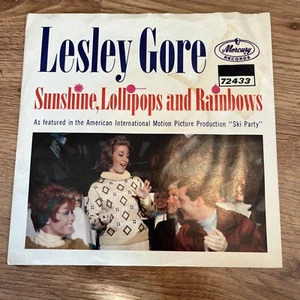 Lesley Gore
Mercury
RECORDS
72433
Sunshine, Lollipops and Rainbows
As featured in the American International Motion Picture Production "Ski Party"